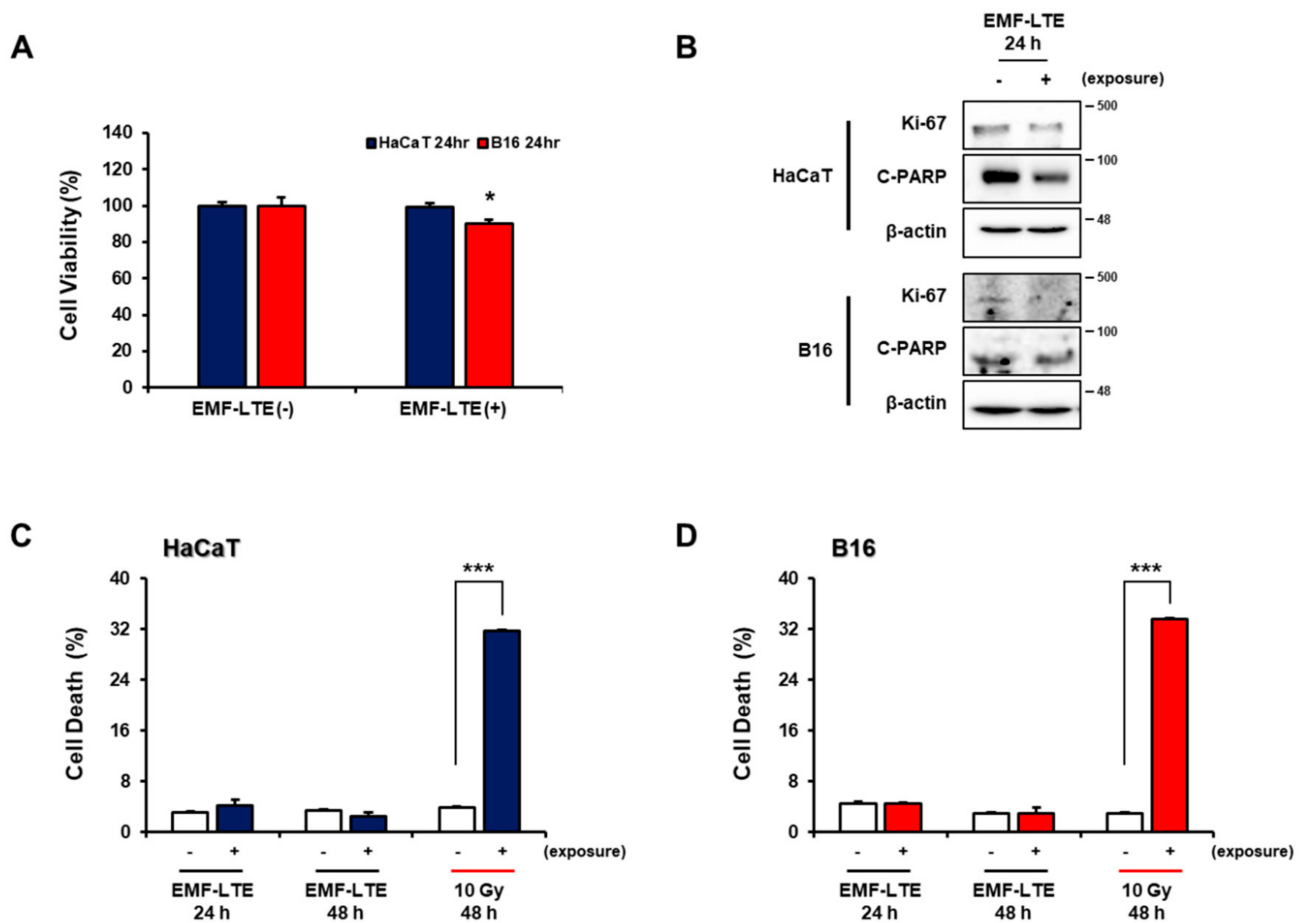 A
140
120
100
80
60
40
20
0
Cell Viability (%)
HaCaT 24hr B16 24hr
*
EMF-LTE (-) EMF-LTE (+)
B
EMF-LTE
24 h
- + (exposure)
HaCaT
Ki-67
500
C-PARP
100
β-actin
48
B16
Ki-67
500
C-PARP
100
β-actin
48
C
HaCaT
40
32
24
16
8
0
Cell Death (%)
***
- + - + - + (exposure)
EMF-LTE EMF-LTE 10 Gy
24 h 48 h 48 h
D
B16
40
32
24
16
8
0
Cell Death (%)
***
- + - + - + (exposure)
EMF-LTE EMF-LTE 10 Gy
24 h 48 h 48 h